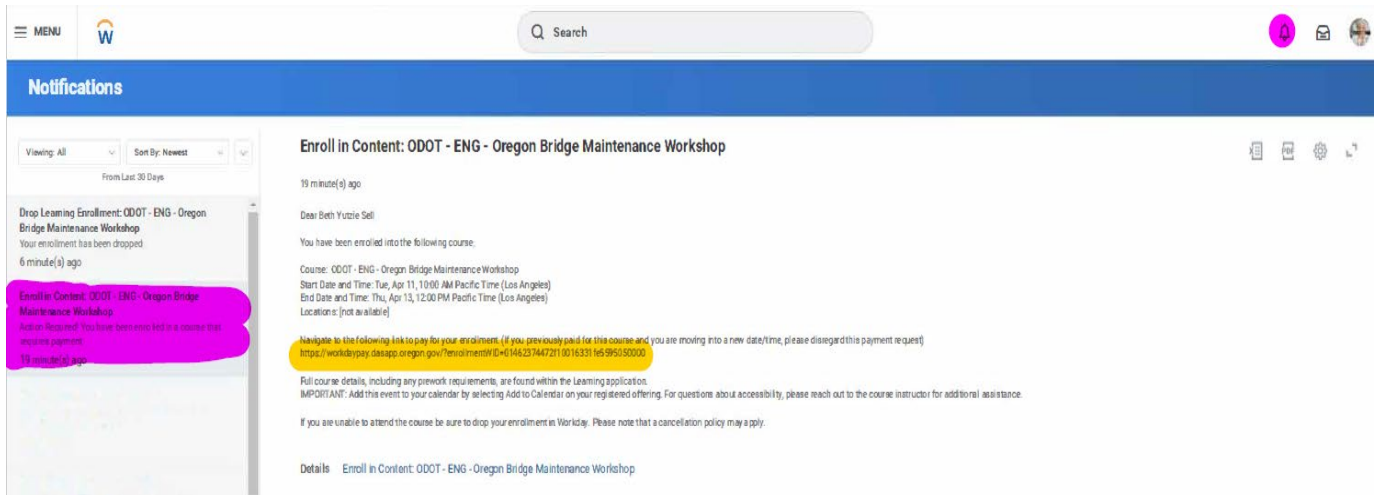 MENU
W
Search
Notifications
Viewing: All
Sort By: Newest
From Last 30 Days
Drop Learning Enrollment: ODOT - ENG - Oregon
Bridge Maintenance Workshop
Your enrollment has been dropped
6 minute(s) ago
Enroll in Content: ODOT - ENG - Oregon Bridge
Maintenance Workshop
Action Required! You have been enrolled in a course that
requires payment.
19 minute(s) ago
Enroll in Content: ODOT - ENG - Oregon Bridge Maintenance Workshop
PDF
19 minute(s) ago
Dear Beth Yutzie Sell
You have been enrolled into the following course;
Course: ODOT - ENG - Oregon Bridge Maintenance Workshop
Start Date and Time: Tue, Apr 11, 10:00 AM Pacific Time (Los Angeles)
End Date and Time: Thu, Apr 13, 12:00 PM Pacific Time (Los Angeles)
Locations: [not available]
Navigate to the following link to pay for your enrollment. (If you previously paid for this course and you are moving into a new date/time, please disregard this payment request)
Full course details, including any prework requirements, are found within the Learning application.
IMPORTANT: Add this event to your calendar by selecting Add to Calendar on your registered offering. For questions about accessibility, please reach out to the course instructor for additional assistance.
If you are unable to attend the course be sure to drop your enrollment in Workday. Please note that a cancellation policy may apply.
Details Enroll in Content: ODOT - ENG - Oregon Bridge Maintenance Workshop